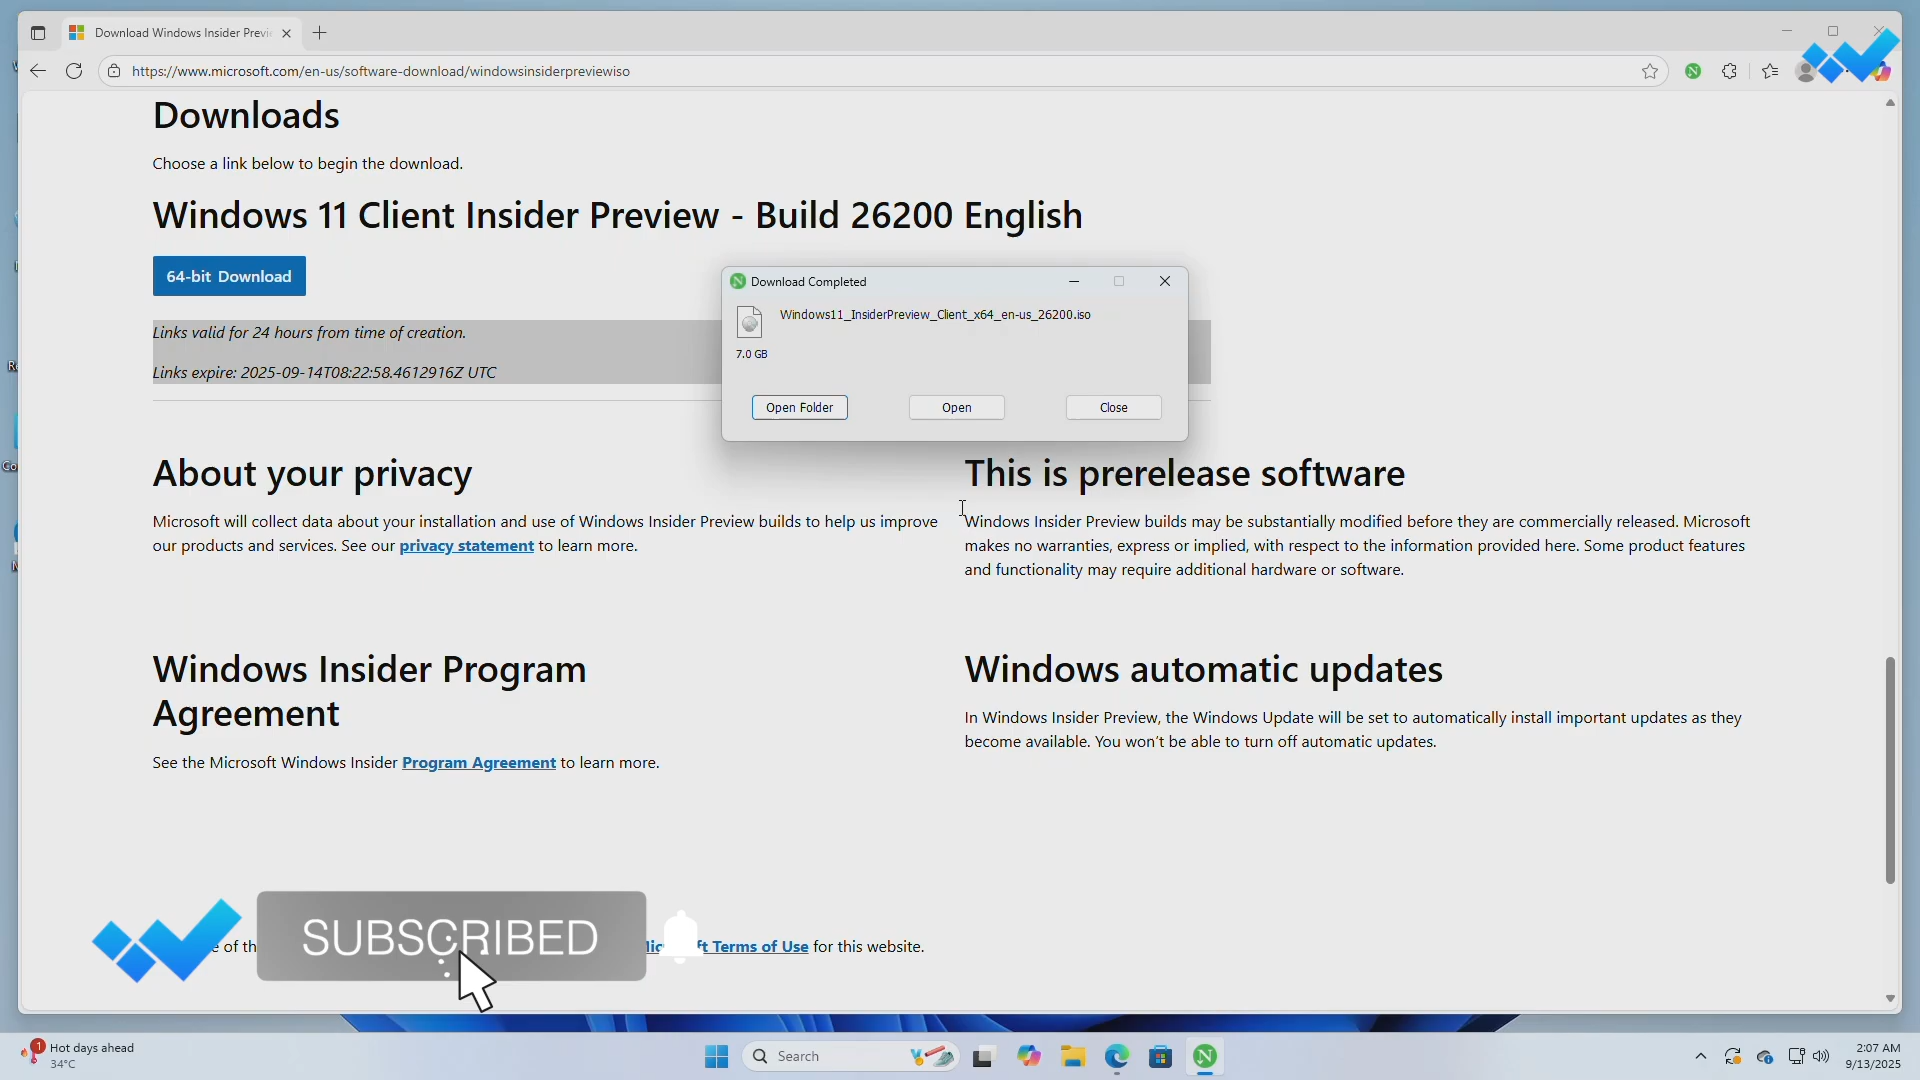 Download Windows Insider Previ
https://www.microsoft.com/en-us/software-download/windowsinsiderpreviewiso
Downloads
Choose a link below to begin the download.
Windows 11 Client Insider Preview - Build 26200 English
64-bit Download
Links valid for 24 hours from time of creation.
Links expire: 2025-09-14T08:22:58.4612916Z UTC
Download Completed
Windows11_InsiderPreview_Client_x64_en-us_26200.iso
7.0 GB
Open Folder
Open
Close
About your privacy
Microsoft will collect data about your installation and use of Windows Insider Preview builds to help us improve
our products and services. See our privacy statement to learn more.
This is prerelease software
Windows Insider Preview builds may be substantially modified before they are commercially released. Microsoft
makes no warranties, express or implied, with respect to the information provided here. Some product features
and functionality may require additional hardware or software.
Windows Insider Program
Agreement
See the Microsoft Windows Insider Program Agreement to learn more.
Windows automatic updates
In Windows Insider Preview, the Windows Update will be set to automatically install important updates as they
become available. You won't be able to turn off automatic updates.
SUBSCRIBED
of Terms of Use for this website.
1
Hot days ahead
34°C
Search
2:07 AM
9/13/2025